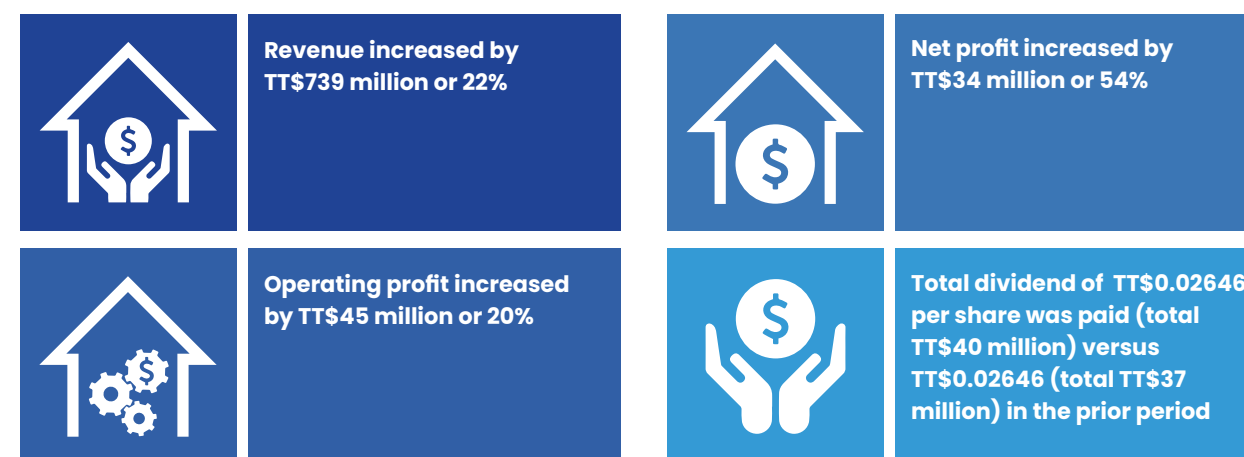 Revenue increased by
TT$739 million or 22%
Net profit increased by
TT$34 million or 54%
Operating profit increased
by TT$45 million or 20%
Total dividend of TT$0.02646
per share was paid (total
TT$40 million) versus
TT$0.02646 (total TT$37
million) in the prior period
$
$
$
$